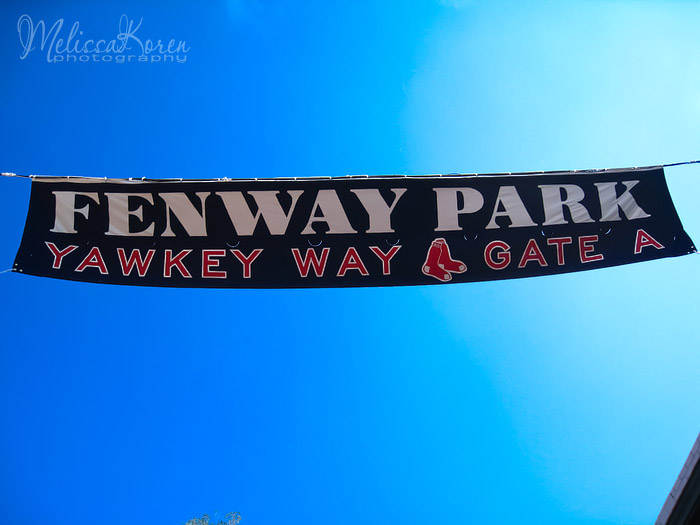 MelissaKoren
photography
FENWAY PARK
YAWKEY WAY GATE A